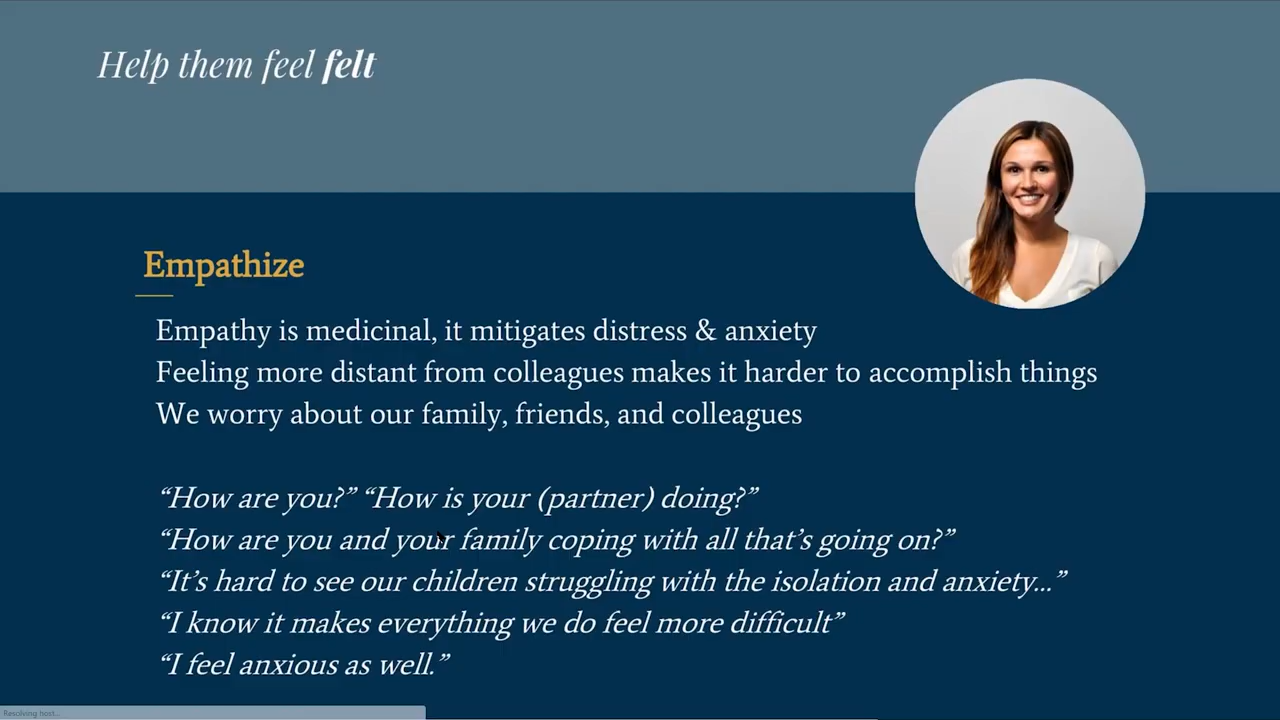 Help them feel felt
Empathize
Empathy is medicinal, it mitigates distress & anxiety
Feeling more distant from colleagues makes it harder to accomplish things
We worry about our family, friends, and colleagues
“How are you?” “How is your (partner) doing?”
“How are you and your family coping with all that’s going on?”
“It’s hard to see our children struggling with the isolation and anxiety...”
“I know it makes everything we do feel more difficult”
“I feel anxious as well.”
Resolving host...